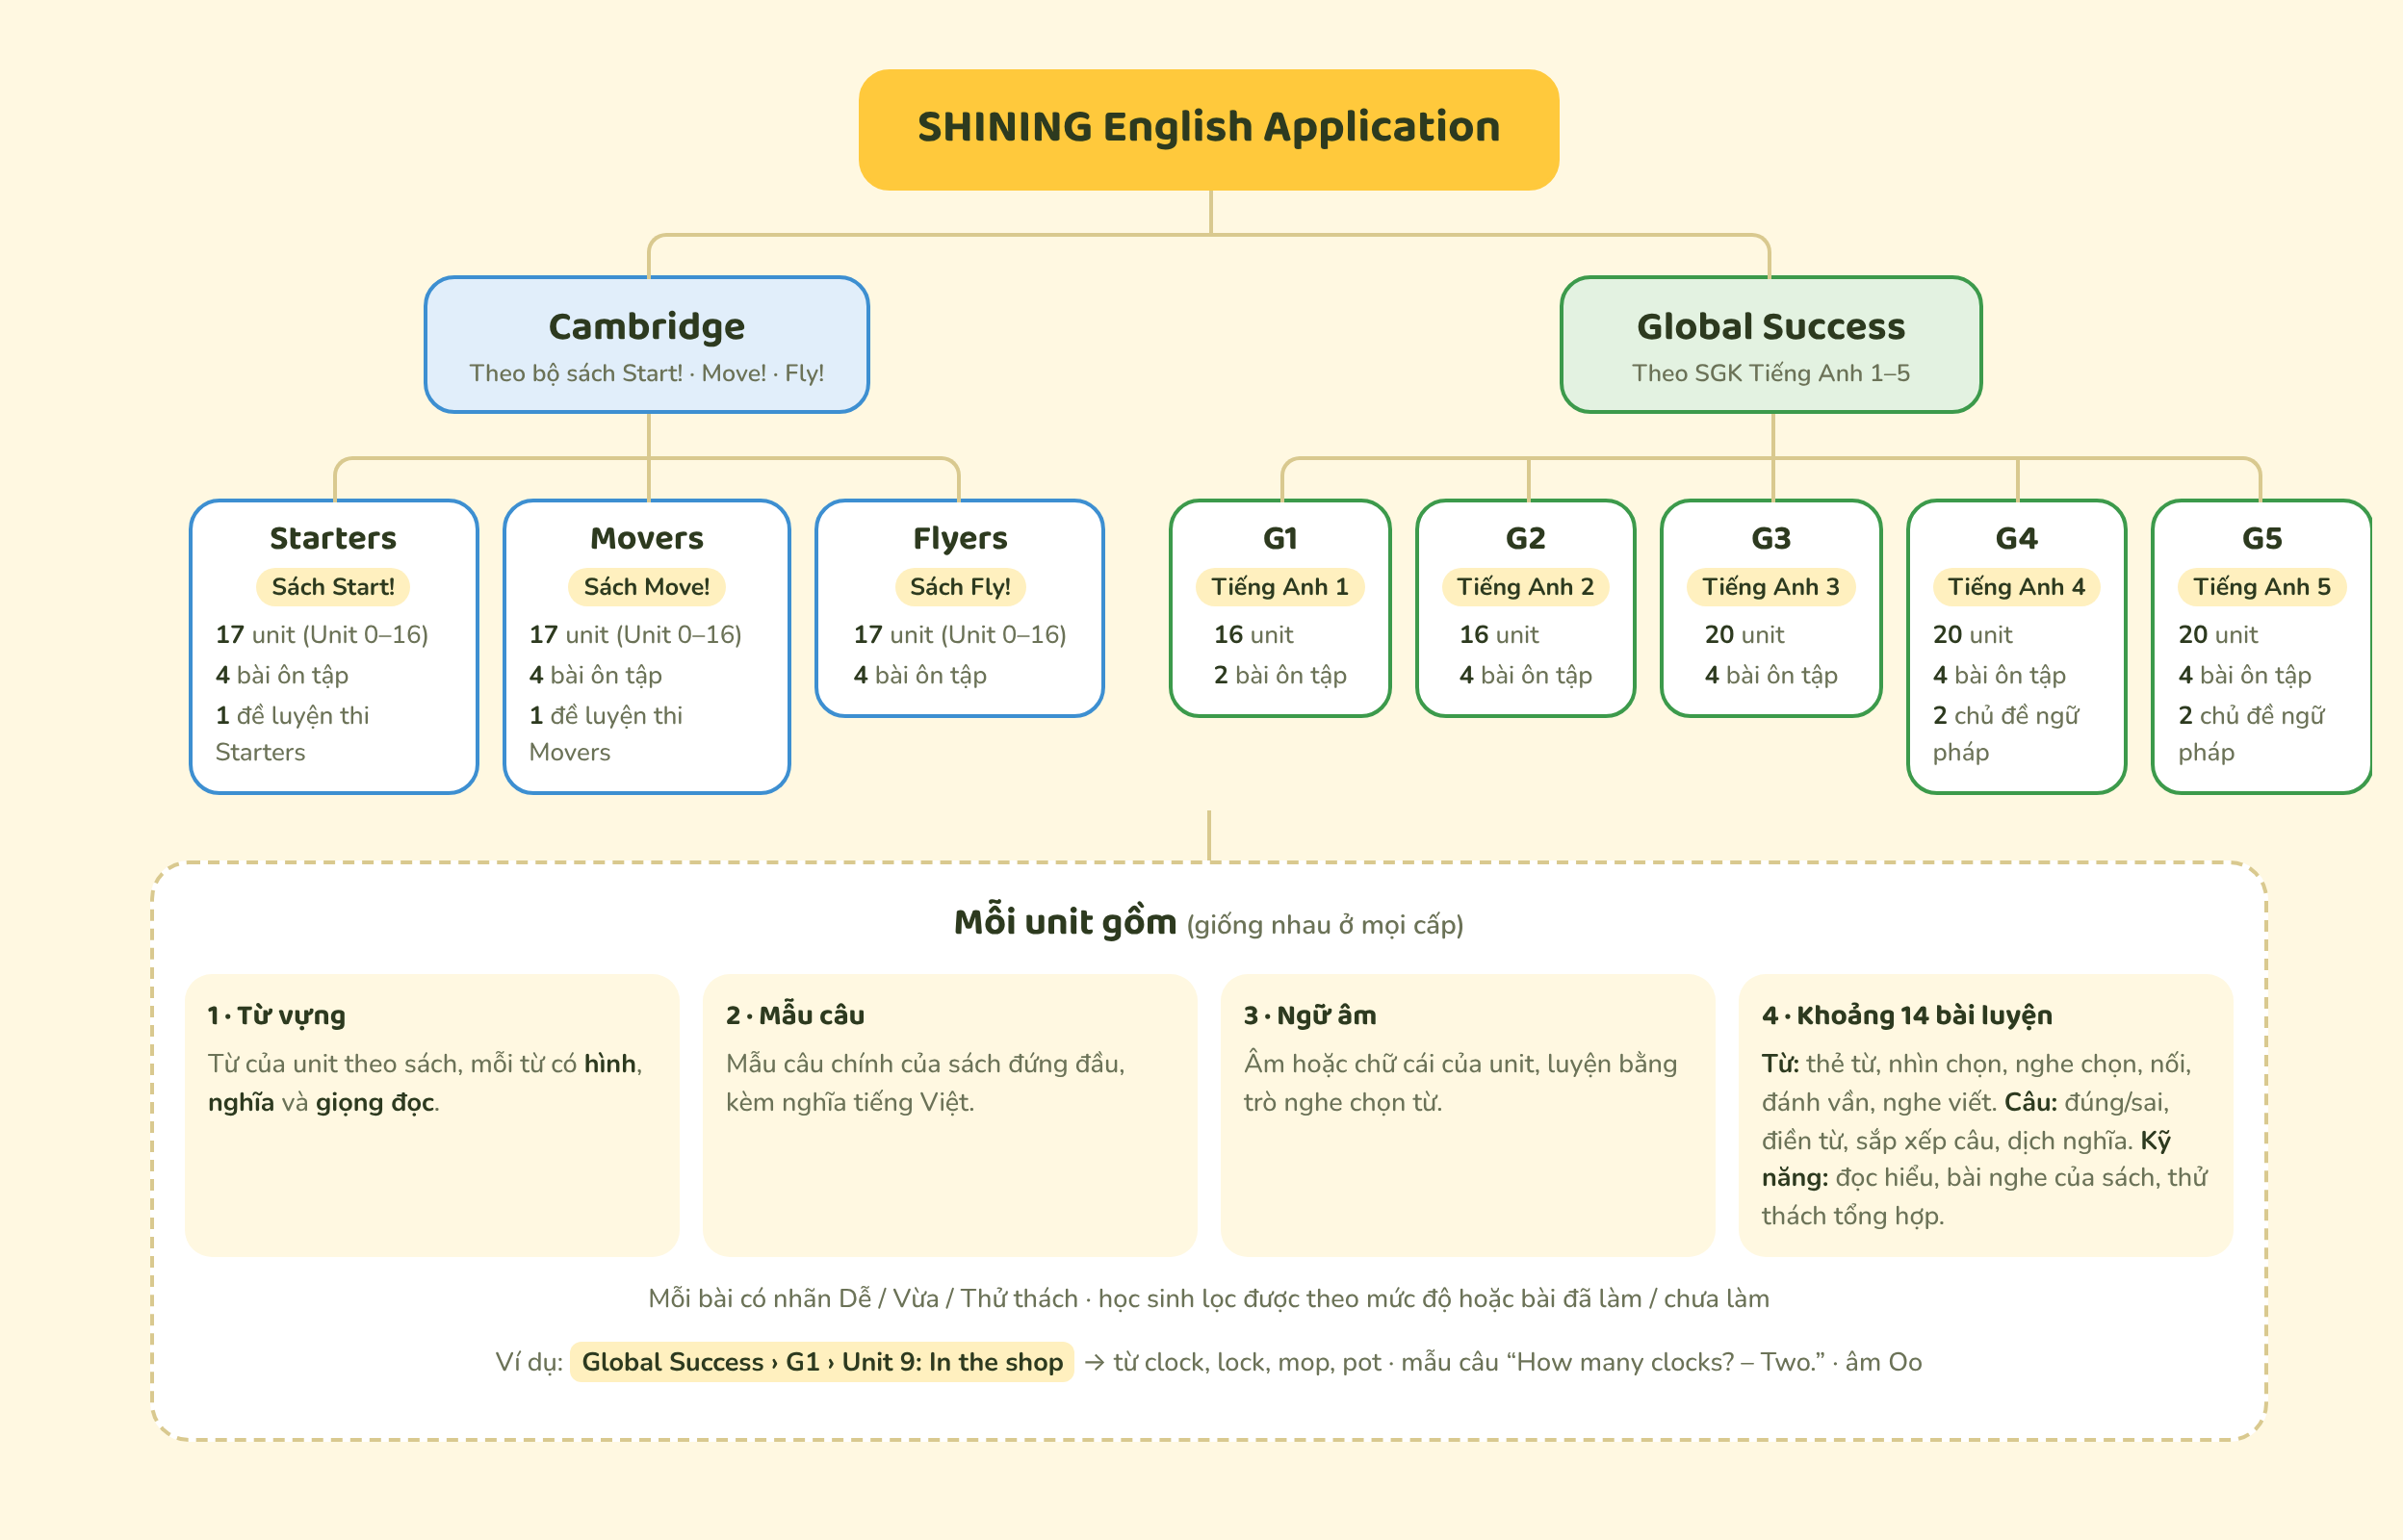 SHINING English Application
Cambridge
Theo bộ sách Start! · Move! · Fly!
Global Success
Theo SGK Tiếng Anh 1–5
Starters
Sách Start!
17 unit (Unit 0–16)
4 bài ôn tập
1 đề luyện thi
Starters
Movers
Sách Move!
17 unit (Unit 0–16)
4 bài ôn tập
1 đề luyện thi
Movers
Flyers
Sách Fly!
17 unit (Unit 0–16)
4 bài ôn tập
G1
Tiếng Anh 1
16 unit
2 bài ôn tập
G2
Tiếng Anh 2
16 unit
4 bài ôn tập
G3
Tiếng Anh 3
20 unit
4 bài ôn tập
G4
Tiếng Anh 4
20 unit
4 bài ôn tập
2 chủ đề ngữ
pháp
G5
Tiếng Anh 5
20 unit
4 bài ôn tập
2 chủ đề ngữ
pháp
Mỗi unit gồm (giống nhau ở mọi cấp)
1 · Từ vựng
Từ của unit theo sách, mỗi từ có hình,
nghĩa và giọng đọc.
2 · Mẫu câu
Mẫu câu chính của sách đứng đầu,
kèm nghĩa tiếng Việt.
3 · Ngữ âm
Âm hoặc chữ cái của unit, luyện bằng
trò nghe chọn từ.
4 · Khoảng 14 bài luyện
Từ: thẻ từ, nhìn chọn, nghe chọn, nối,
đánh vần, nghe viết. Câu: đúng/sai,
điền từ, sắp xếp câu, dịch nghĩa. Kỹ
năng: đọc hiểu, bài nghe của sách, thử
thách tổng hợp.
Mỗi bài có nhãn Dễ / Vừa / Thử thách · học sinh lọc được theo mức độ hoặc bài đã làm / chưa làm
Ví dụ: Global Success › G1 › Unit 9: In the shop → từ clock, lock, mop, pot · mẫu câu “How many clocks? – Two.” · âm Oo